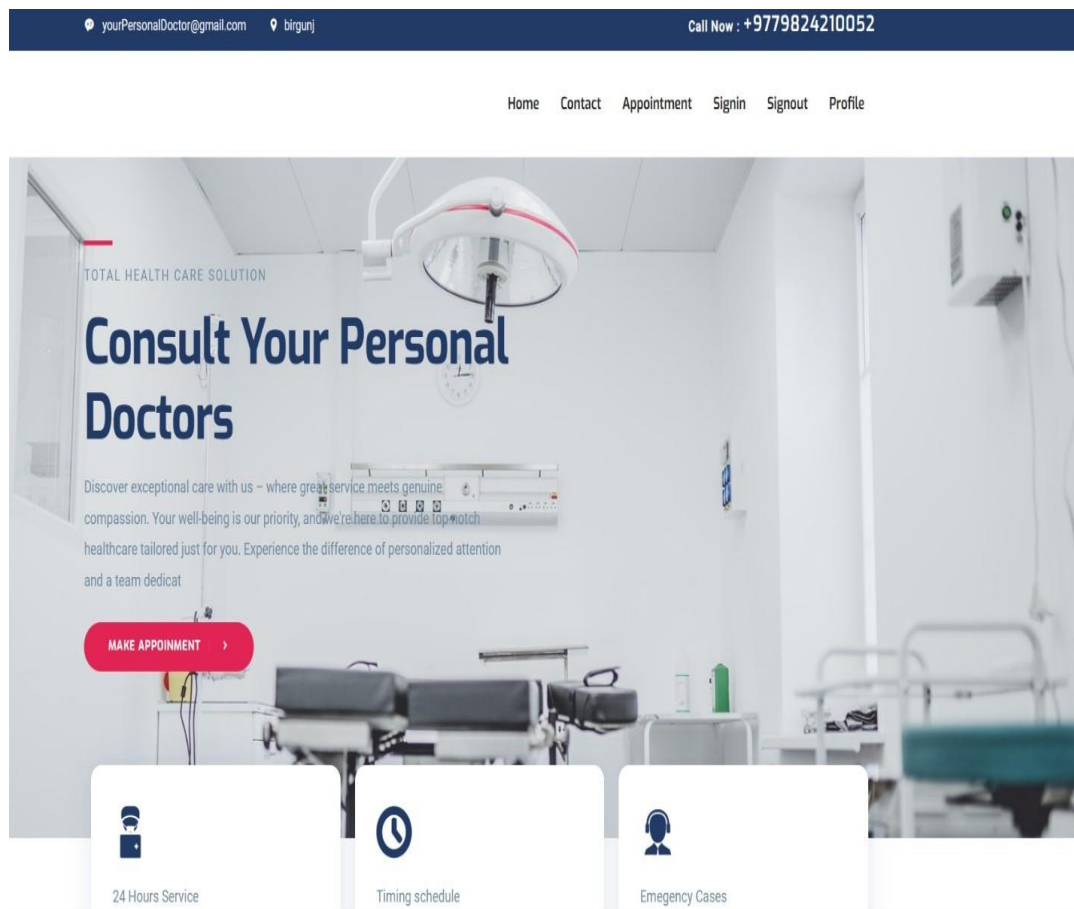 yourPersonalDoctor@gmail.com birgunj Call Now : +9779824210052
Home Contact Appointment Signin Signout Profile
TOTAL HEALTH CARE SOLUTION
Consult Your Personal
Doctors
Discover exceptional care with us – where great service meets genuine
compassion. Your well-being is our priority, and we're here to provide top-notch
healthcare tailored just for you. Experience the difference of personalized attention
and a team dedicat
MAKE APPOINMENT
24 Hours Service Timing schedule Emegency Cases